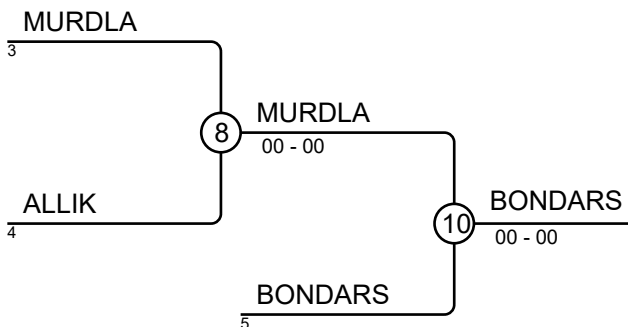 MURDLA
3
8
MURDLA
00 - 00
ALLIK
4
10
BONDARS
00 - 00
BONDARS
5